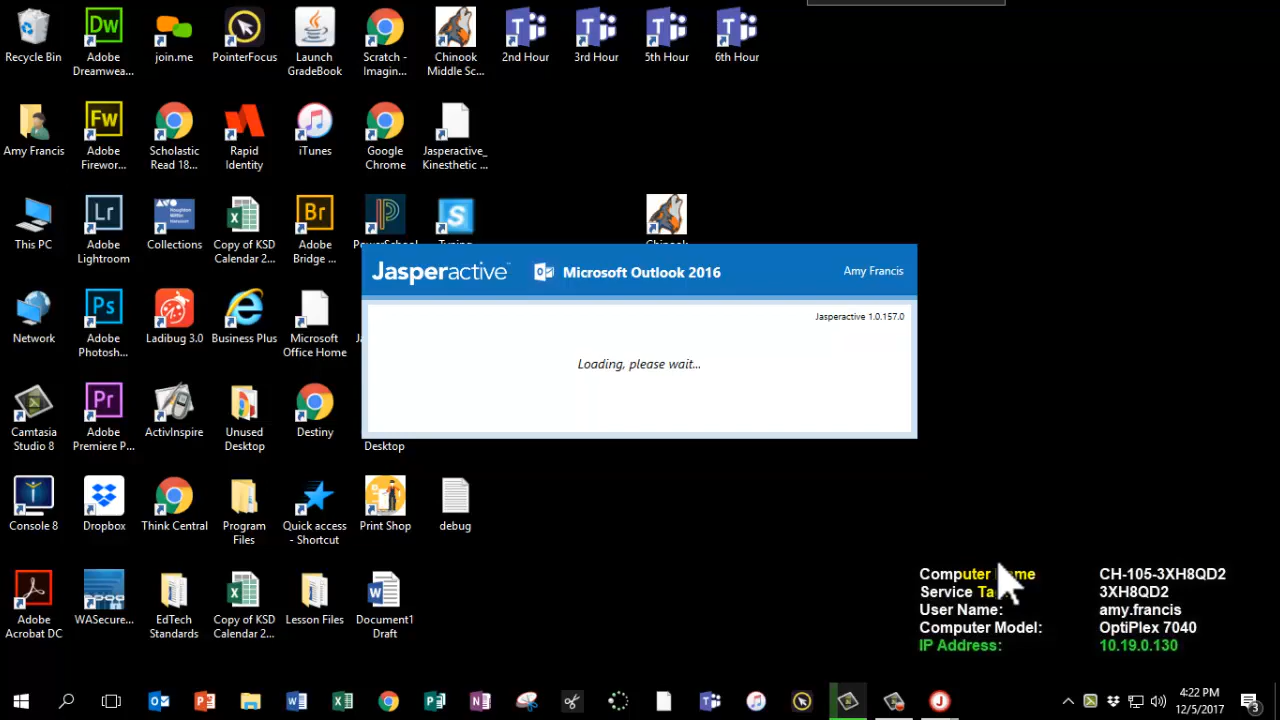 Recycle Bin
Adobe
Dreamwea...
join.me
PointerFocus
Launch
GradeBook
Scratch -
Imagin...
Chinook
Middle Sc...
2nd Hour
3rd Hour
5th Hour
6th Hour
Amy Francis
Adobe
Firewor...
Scholastic
Read 18...
Rapid
Identity
iTunes
Google
Chrome
Jasperactive_
Kinesthetic ...
This PC
Adobe
Lightroom
Collections
Copy of KSD
Calendar 2...
Adobe
Bridge ...
PowerSchool
Typing
Chinook
Jasperactive
Microsoft Outlook 2016
Amy Francis
Jasperactive 1.0.157.0
Loading, please wait...
Network
Adobe
Photosh...
Ladibug 3.0
Business Plus
Microsoft
Office Home
Camtasia
Studio 8
Adobe
Premiere P...
ActivInspire
Unused
Desktop
Destiny
Desktop
Console 8
Dropbox
Think Central
Program
Files
Quick access
- Shortcut
Print Shop
debug
Adobe
Acrobat DC
WASecure...
EdTech
Standards
Copy of KSD
Calendar 2...
Lesson Files
Document1
Draft
Computer CH-105-3XH8QD2
Service 3XH8QD2
User Name: amy.francis
Computer Model: OptiPlex 7040
IP Address: 10.19.0.130
4:22 PM
12/5/2017
3